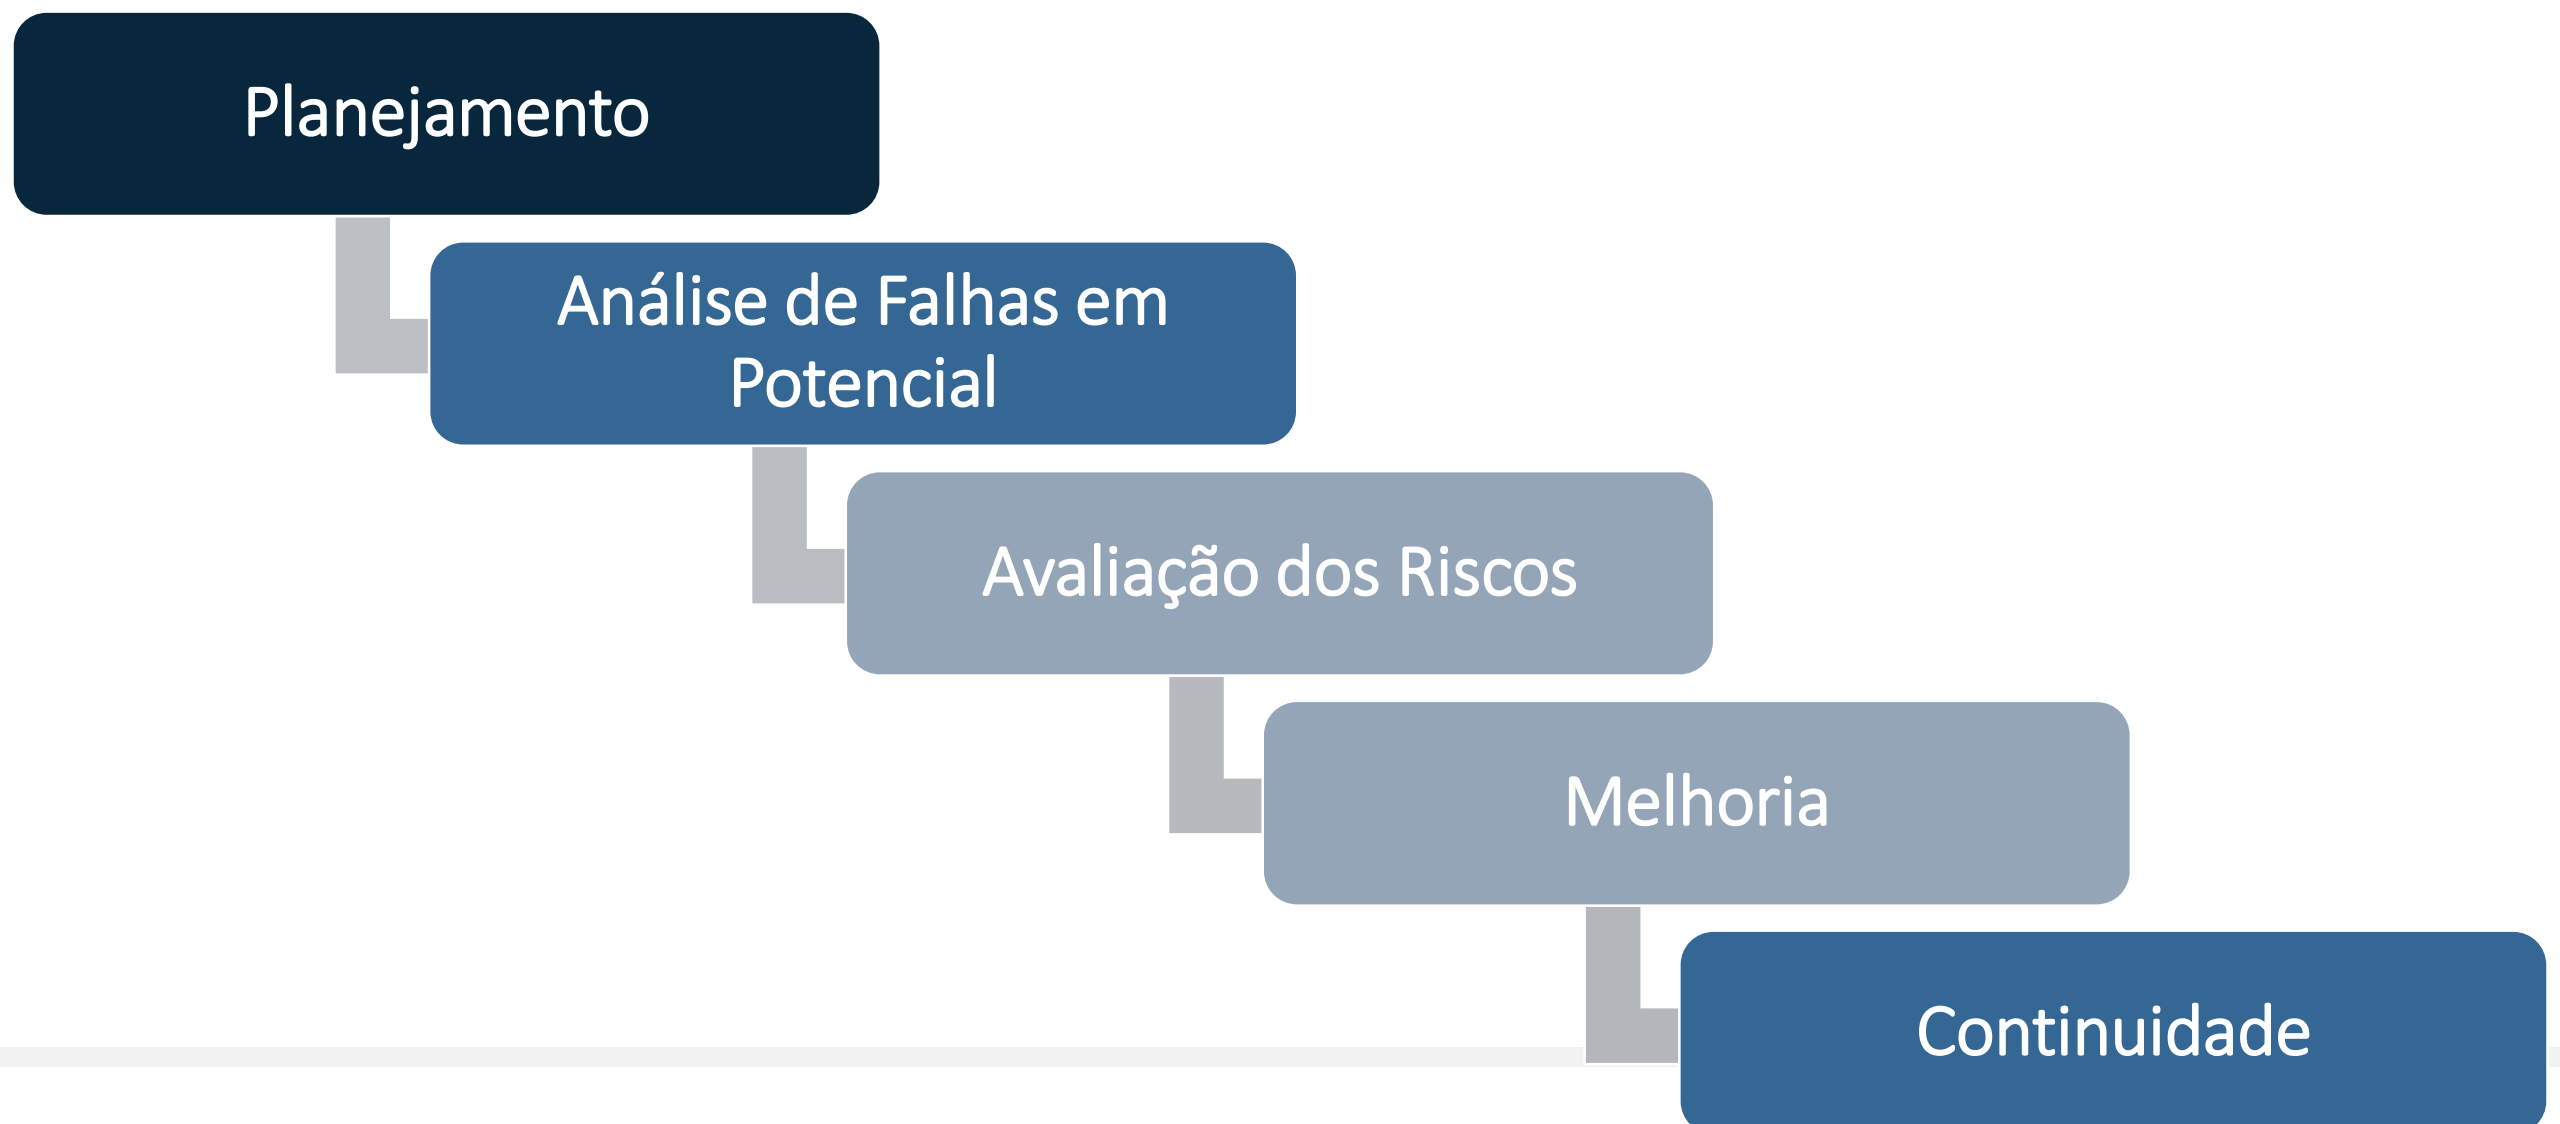 Planejamento
Análise de Falhas em
Potencial
Avaliação dos Riscos
Melhoria
Continuidade